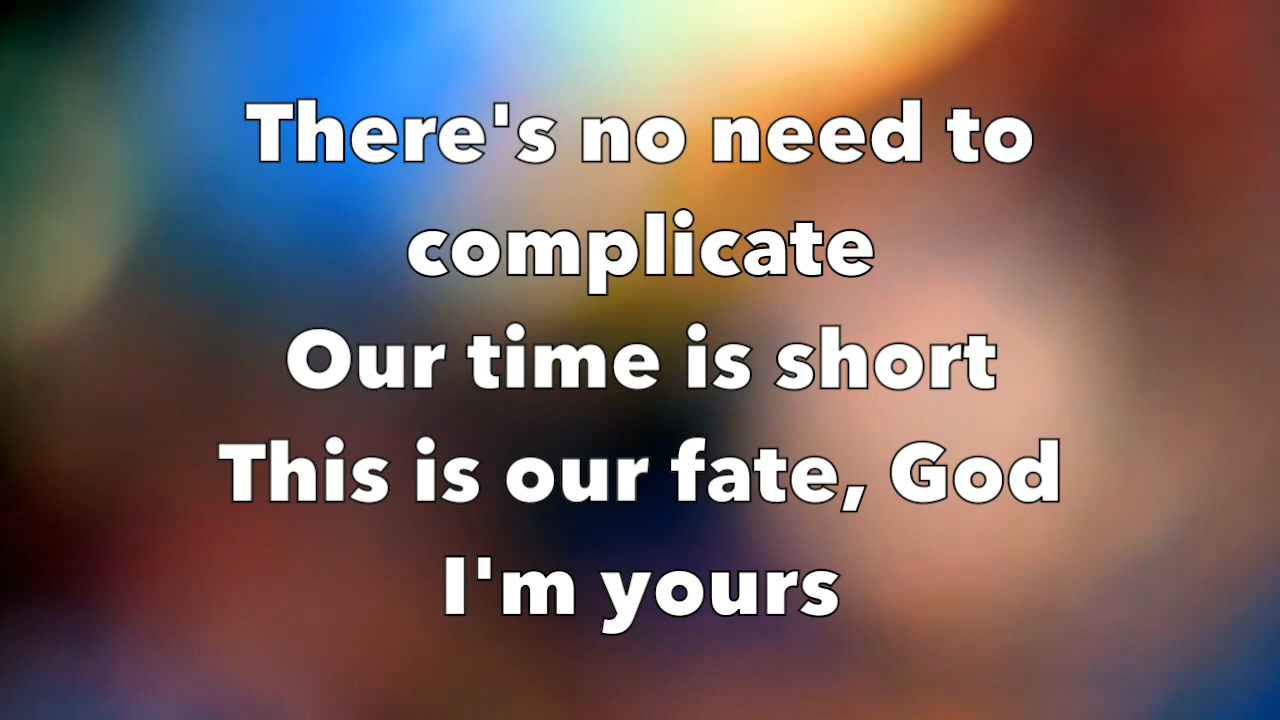 There's no need to
complicate
Our time is short
This is our fate, God
I'm yours